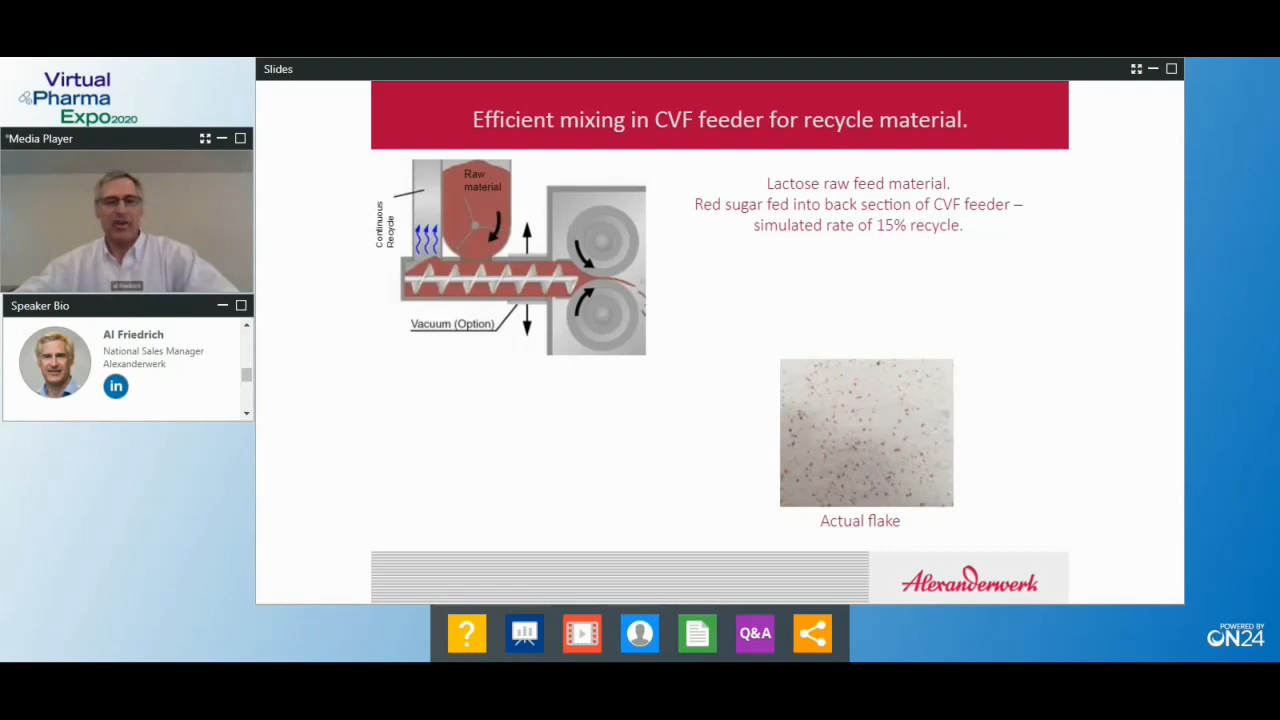 Virtual
Pharma
Expo2020
*Media Player
al friedrich
Speaker Bio
Al Friedrich
National Sales Manager
Alexanderwerk
in
Slides
Efficient mixing in CVF feeder for recycle material.
Raw
material
Continuous
Recycle
Vacuum (Option)
Lactose raw feed material.
Red sugar fed into back section of CVF feeder –
simulated rate of 15% recycle.
Actual flake
Alexanderwerk
?
Q&A
POWERED BY
ON24